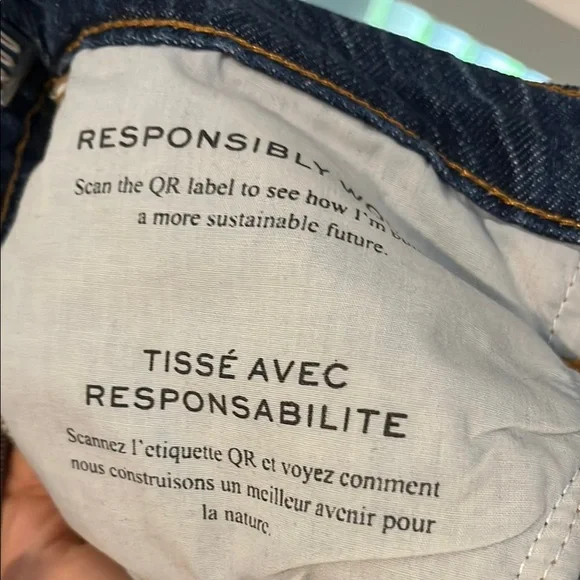 RESPONSIBLY
Scan the QR label to see how I'm
a more sustainable future.
TISSÉ AVEC
RESPONSABILITE
Scannez l'etiquette QR et voyez comment
nous construisons un meilleur avenir pour
la nature.